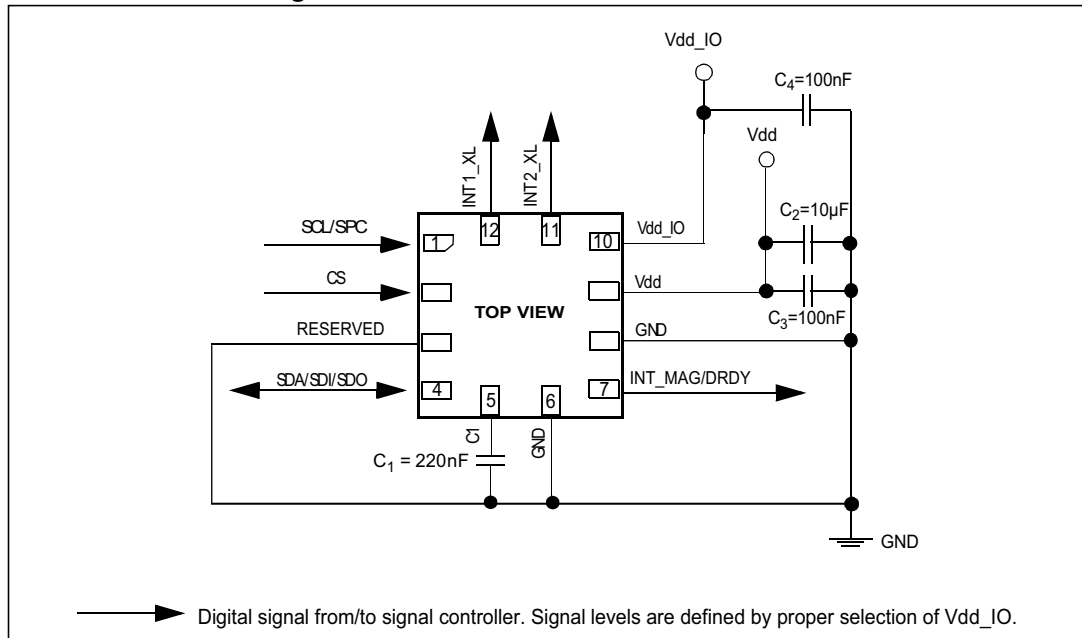 Vdd_IO
C4=100nF
Vdd
INT1_XL
INT2_XL
C2=10µF
SCL/SPC
1
12
11
10
Vdd_IO
CS
Vdd
TOP VIEW
C3=100nF
RESERVED
GND
SDA/SDI/SDO
4
7
INT_MAG/DRDY
5
6
C1
GND
C1 = 220nF
GND
Digital signal from/to signal controller. Signal levels are defined by proper selection of Vdd_IO.